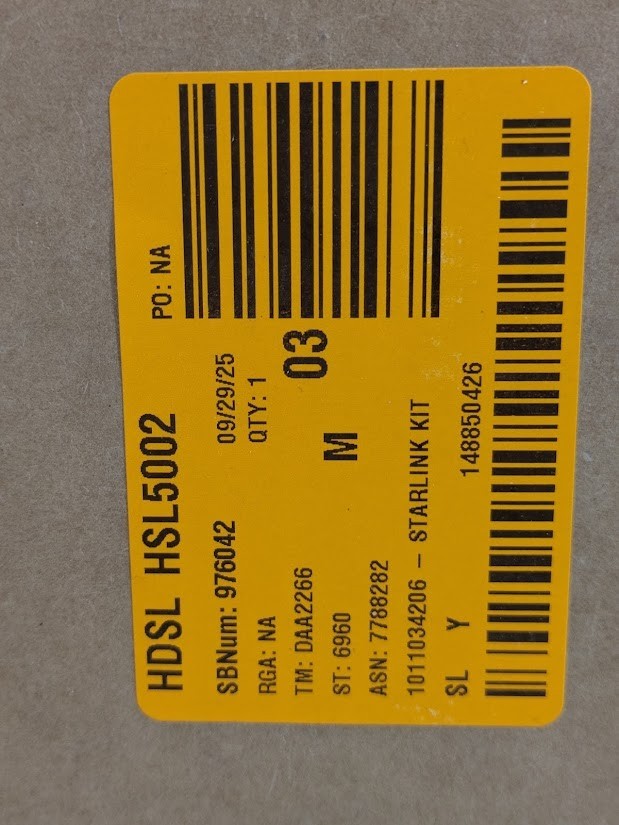 HDSL HSL5002
PO: NA
SBNum: 976042
09/29/25
RGA: NA
QTY: 1
TM: DAA2266
03
ST: 6960
M
ASN: 7788282
1011034206 – STARLINK KIT
SL Y
148850426